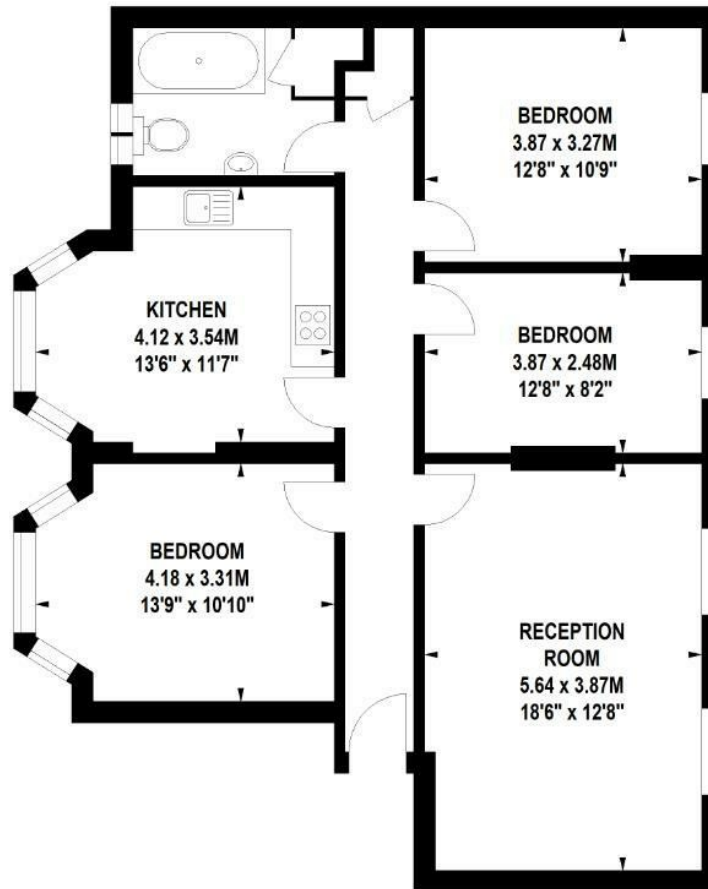 BEDROOM
3.87 x 3.27M
12'8" x 10'9"
KITCHEN
4.12 x 3.54M
13'6" x 11'7"
BEDROOM
3.87 x 2.48M
12'8" x 8'2"
BEDROOM
4.18 x 3.31M
13'9" x 10'10"
RECEPTION
ROOM
5.64 x 3.87M
18'6" x 12'8"